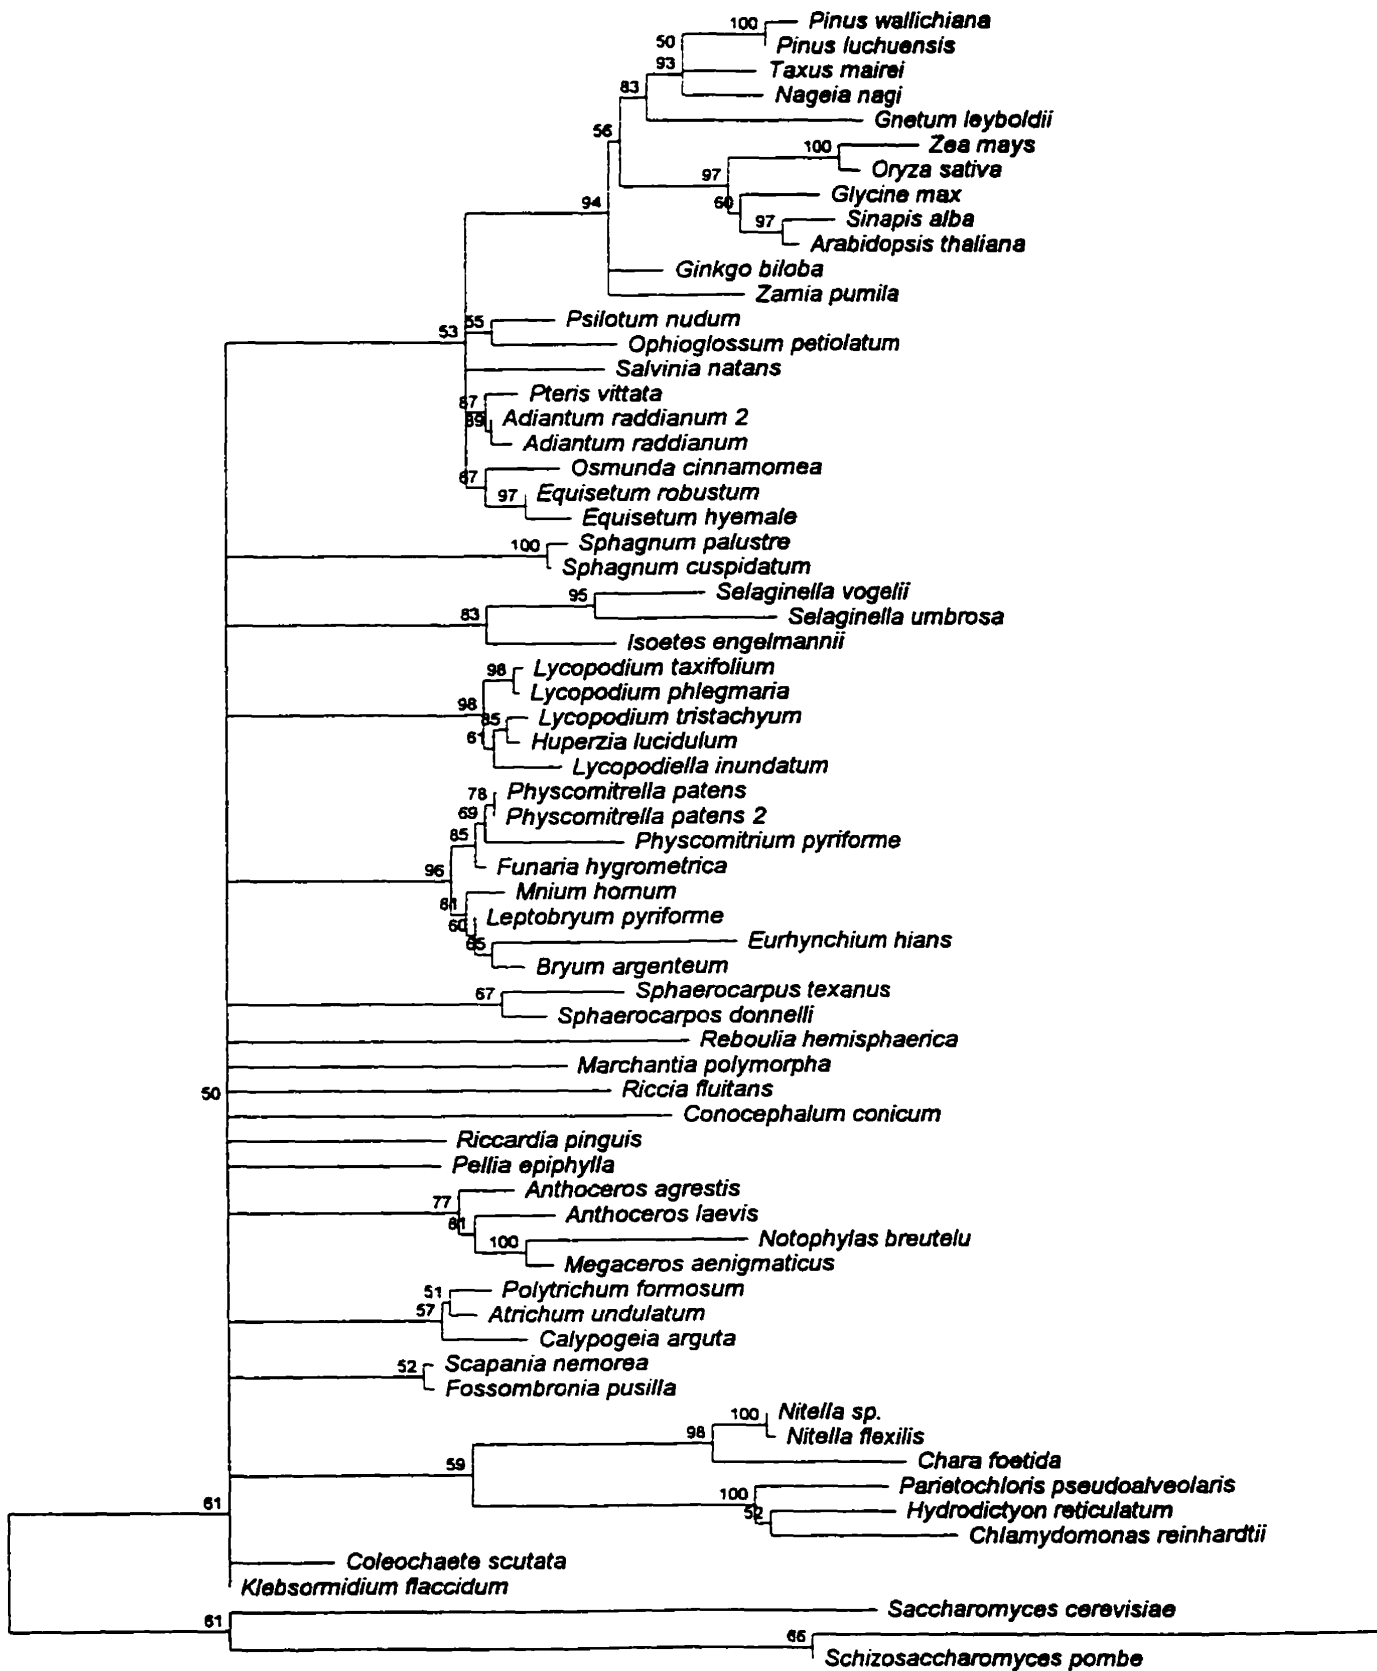 100 Pinus wallichiana
50 Pinus luchuensis
93 Taxus mairei
83 Nageia nagi
Gnetum leyboldii
56 100 Zea mays
97 Oryza sativa
94 60 Glycine max
97 Sinapis alba
Arabidopsis thaliana
Ginkgo biloba
Zamia pumila
53 55 Psilotum nudum
Ophioglossum petiolatum
Salvinia natans
87 Pteris vittata
89 Adiantum raddianum 2
Adiantum raddianum
67 Osmunda cinnamomea
97 Equisetum robustum
Equisetum hyemale
100 Sphagnum palustre
Sphagnum cuspidatum
95 Selaginella vogelii
83 Selaginella umbrosa
Isoetes engelmannii
98 Lycopodium taxifolium
98 Lycopodium phlegmaria
85 Lycopodium tristachyum
61 Huperzia lucidulum
Lycopodiella inundatum
78 Physcomitrella patens
69 Physcomitrella patens 2
85 Physcomitrium pyriforme
96 Funaria hygrometrica
61 Mnium hornum
60 Leptobryum pyriforme
65 Eurhynchium hians
Bryum argenteum
67 Sphaerocarpus texanus
Sphaerocarpos donnelli
Reboulia hemisphaerica
Marchantia polymorpha
50 Riccia fluitans
Conocephalum conicum
Riccardia pinguis
Pellia epiphylla
77 Anthoceros agrestis
81 Anthoceros laevis
100 Notophylas breutelu
Megaceros aenigmaticus
51 Polytrichum formosum
57 Atrichum undulatum
Calypogeia arguta
52 Scapania nemorea
Fossombronia pusilla
100 Nitella sp.
98 Nitella flexilis
59 Chara foetida
100 Parietochloris pseudoalveolaris
61 52 Hydrodictyon reticulatum
Chlamydomonas reinhardtii
Coleochaete scutata
Klebsormidium flaccidum
61 Saccharomyces cerevisiae
66 Schizosaccharomyces pombe